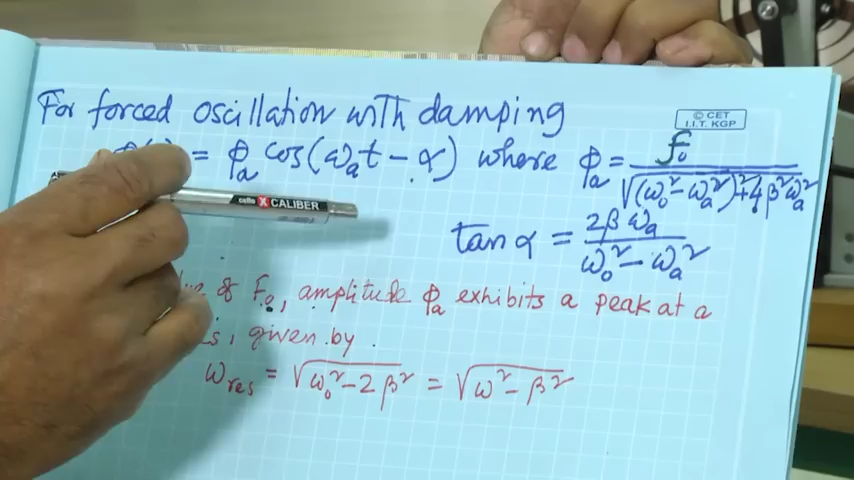 For forced oscillation with damping
© CET
I.I.T. KGP
= φₐ cos(ωₐt - α) where φₐ = f₀ / √((ω₀² - ωₐ²)² + 4β²ωₐ²)
cello X CALIBER
tan α = 2βωₐ / (ω₀² - ωₐ²)
of F₀, amplitude φₐ exhibits a peak at a
given by
ω_res = √(ω₀² - 2β²) = √(ω² - β²)